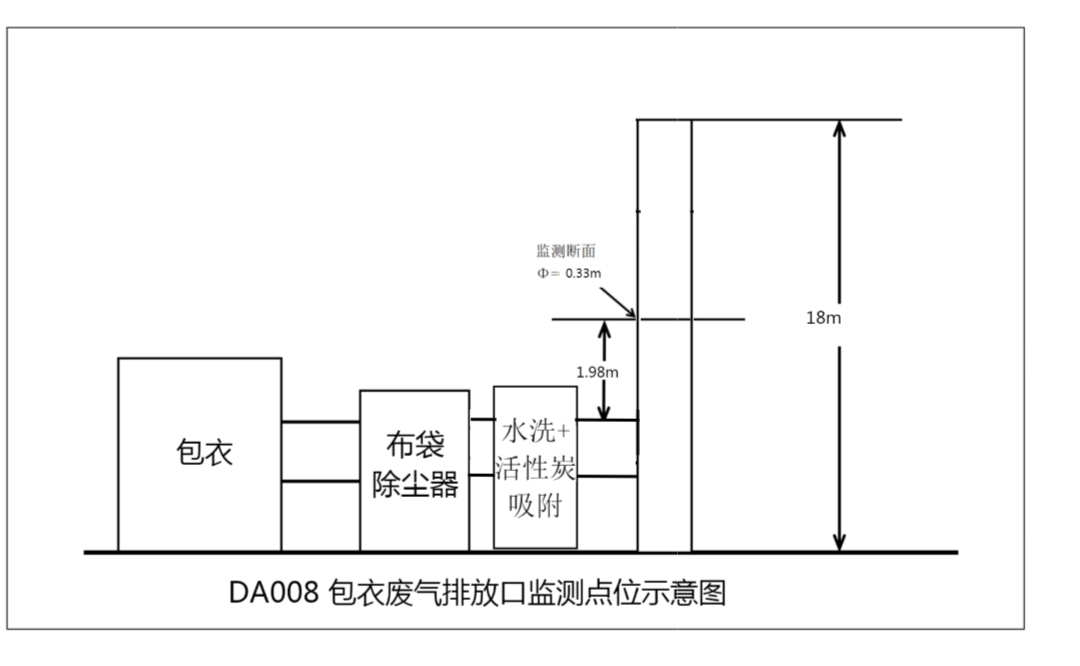 监测断面
Φ= 0.33m
18m
1.98m
包衣
布袋
除尘器
水洗+
活性炭
吸附
DA008 包衣废气排放口监测点位示意图